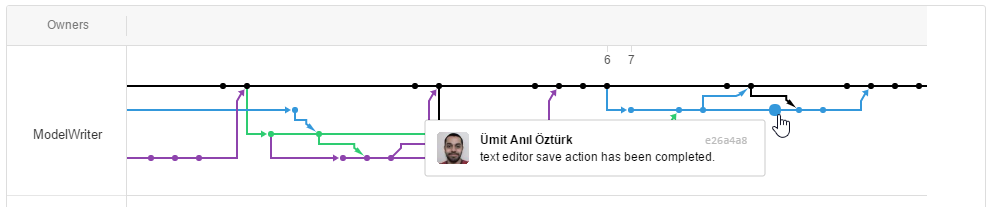 Owners
6 7
ModelWriter
Ümit Anıl Öztürk e26a4a8
text editor save action has been completed.